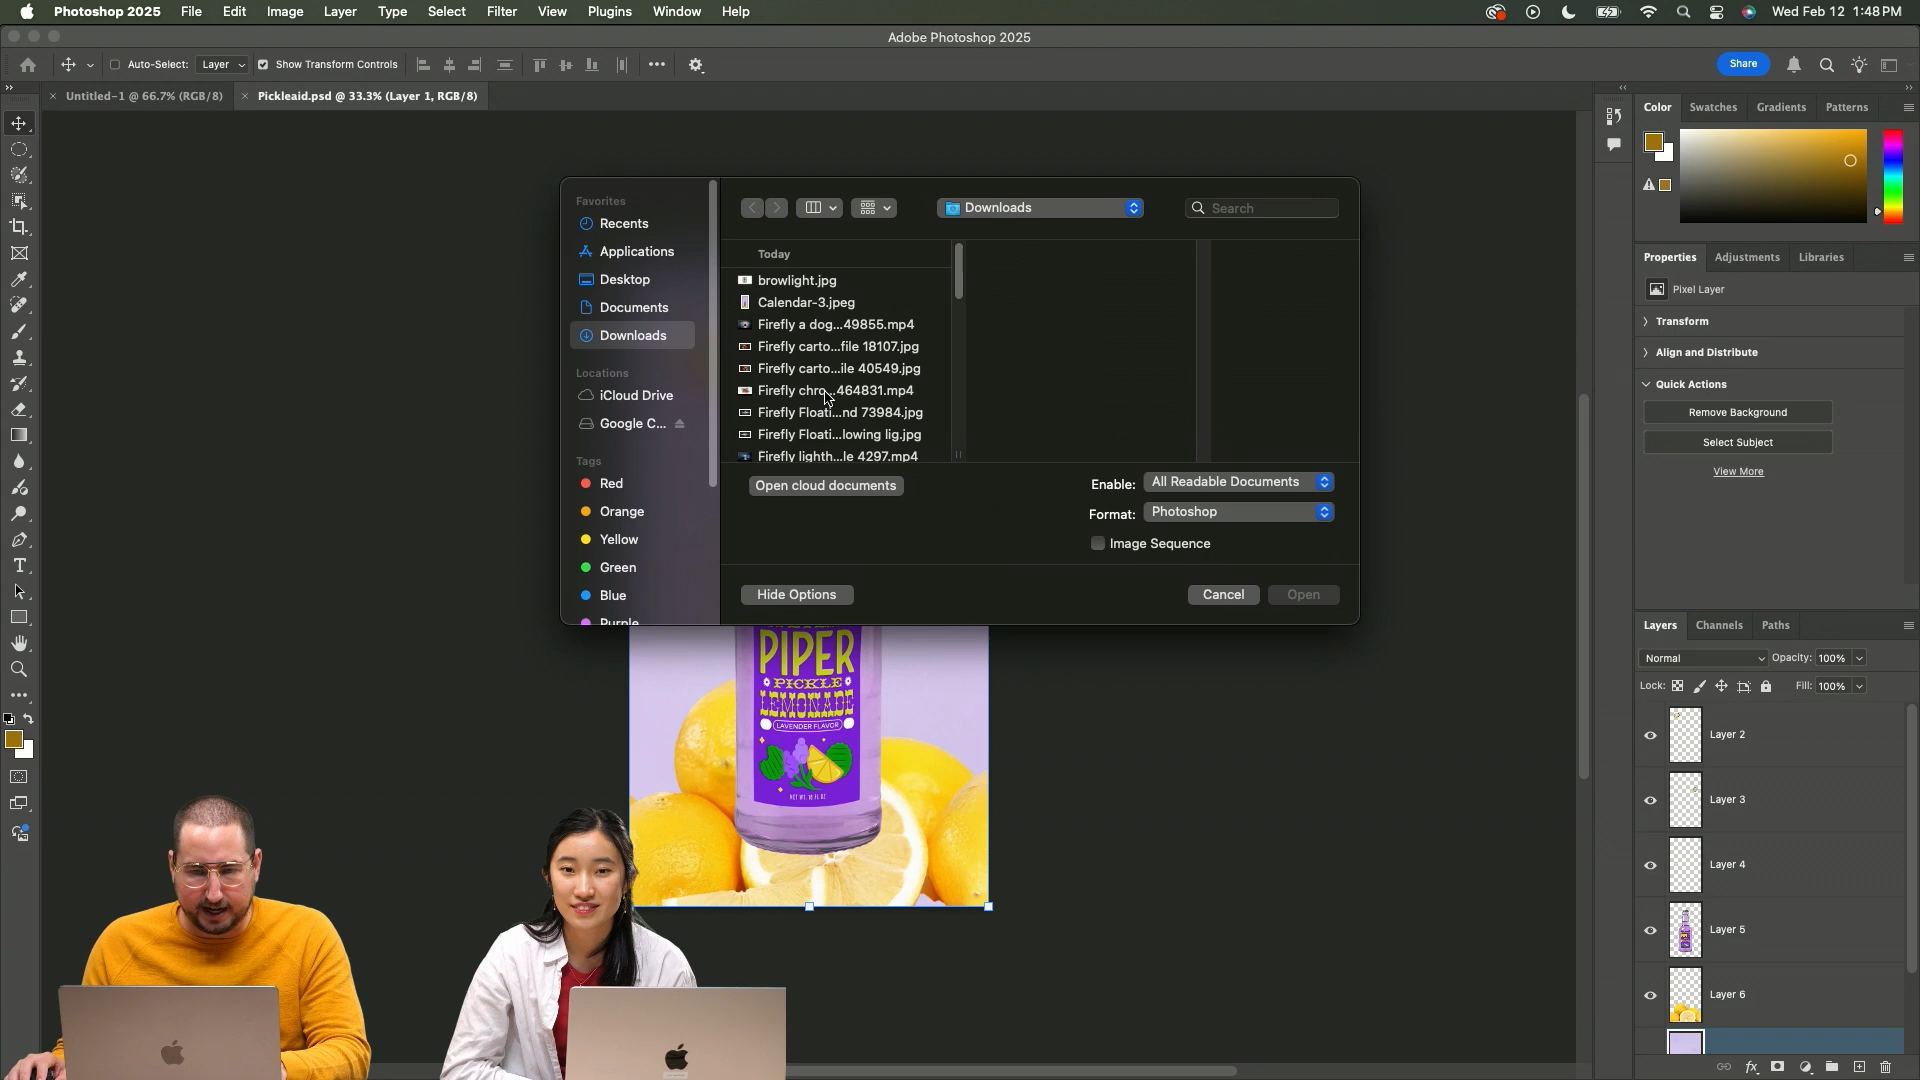 Photoshop 2025 File Edit Image Layer Type Select Filter View Plugins Window Help Wed Feb 12 1:48 PM
Adobe Photoshop 2025
Auto-Select: Layer Show Transform Controls Share
Untitled-1 @ 66.7% (RGB/8) Pickleaid.psd @ 33.3% (Layer 1, RGB/8)
Favorites
Recents
Applications
Desktop
Documents
Downloads
Locations
iCloud Drive
Google C...
Tags
Red
Orange
Yellow
Green
Blue
Purple
Downloads Search
Today
browlight.jpg
Calendar-3.jpeg
Firefly a dog...49855.mp4
Firefly carto...file 18107.jpg
Firefly carto...ile 40549.jpg
Firefly chro...464831.mp4
Firefly Floati...nd 73984.jpg
Firefly Floati...lowing lig.jpg
Firefly lighth...le 4297.mp4
Open cloud documents
Enable: All Readable Documents
Format: Photoshop
Image Sequence
Hide Options Cancel Open
PIPER
PICKLE
LEMONADE
LAVENDER FLAVOR
NET WT. 16 FL OZ
Color Swatches Gradients Patterns
Properties Adjustments Libraries
Pixel Layer
Transform
Align and Distribute
Quick Actions
Remove Background
Select Subject
View More
Layers Channels Paths
Normal Opacity: 100%
Lock: Fill: 100%
Layer 2
Layer 3
Layer 4
Layer 5
Layer 6
fx